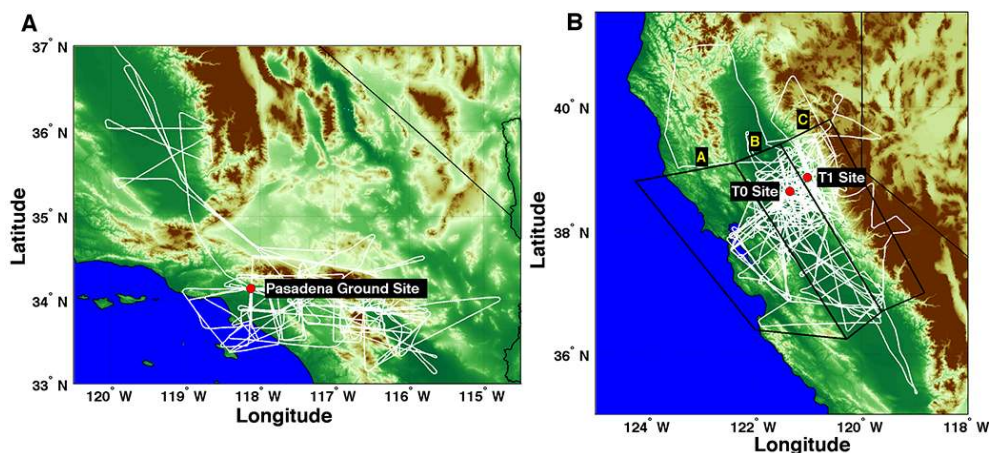 A
37° N
36° N
35° N
34° N
33° N
Latitude
Pasadena Ground Site
120° W 119° W 118° W 117° W 116° W 115° W
Longitude
B
40° N
38° N
36° N
Latitude
A
B
C
T0 Site
T1 Site
124° W 122° W 120° W 118° W
Longitude